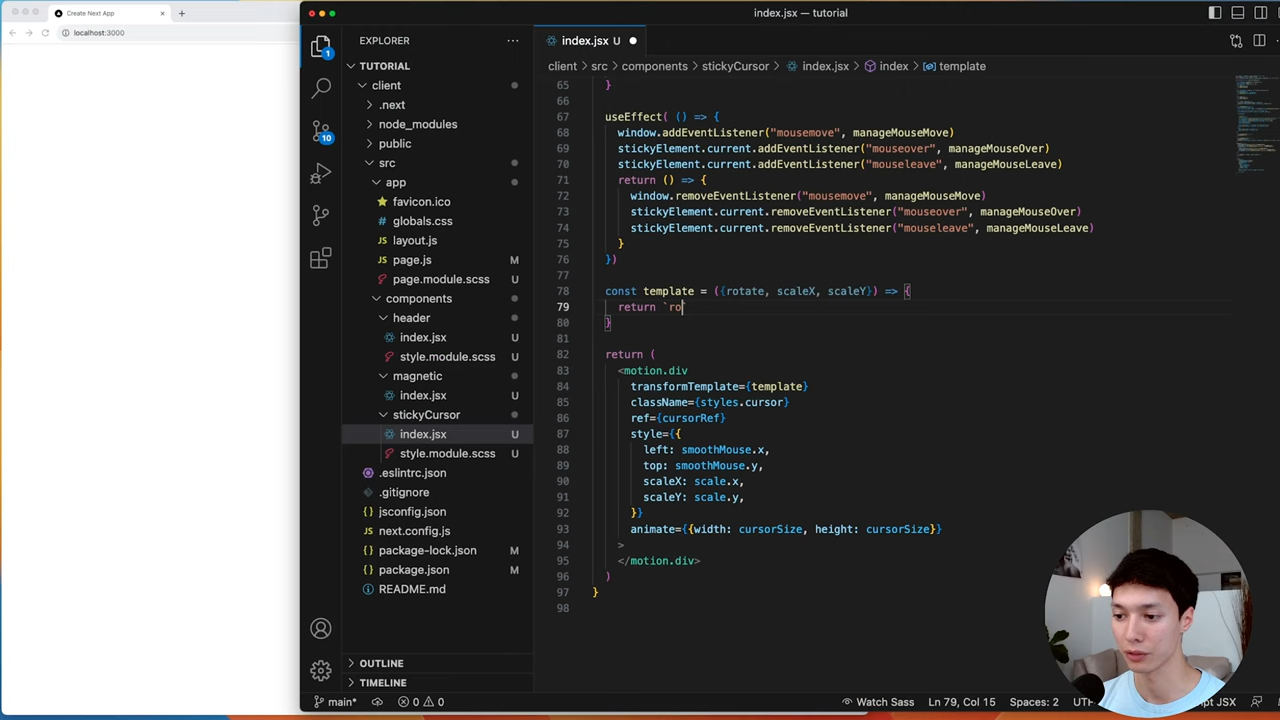 Create Next App
localhost:3000
index.jsx — tutorial
EXPLORER
TUTORIAL
client
.next
node_modules
public
src
app
favicon.ico
globals.css
layout.js
page.js M
page.module.scss U
components
header
index.jsx U
style.module.scss U
magnetic
index.jsx U
stickyCursor
index.jsx U
style.module.scss U
.eslintrc.json
.gitignore
jsconfig.json
next.config.js
package-lock.json M
package.json M
README.md
OUTLINE
TIMELINE
1
10
index.jsx U
client > src > components > stickyCursor > index.jsx > index > template
65 }
66
67 useEffect( () => {
68 window.addEventListener("mousemove", manageMouseMove)
69 stickyElement.current.addEventListener("mouseover", manageMouseOver)
70 stickyElement.current.addEventListener("mouseleave", manageMouseLeave)
71 return () => {
72 window.removeEventListener("mousemove", manageMouseMove)
73 stickyElement.current.removeEventListener("mouseover", manageMouseOver)
74 stickyElement.current.removeEventListener("mouseleave", manageMouseLeave)
75 }
76 })
77
78 const template = ({rotate, scaleX, scaleY}) => {
79 return `ro`
80 }
81
82 return (
83 <motion.div
84 transformTemplate={template}
85 className={styles.cursor}
86 ref={cursorRef}
87 style={{
88 left: smoothMouse.x,
89 top: smoothMouse.y,
90 scaleX: scale.x,
91 scaleY: scale.y,
92 }}
93 animate={{width: cursorSize, height: cursorSize}}
94 >
95 </motion.div>
96 )
97 }
98
main* 0 0 Watch Sass Ln 79, Col 15 Spaces: 2 JSX